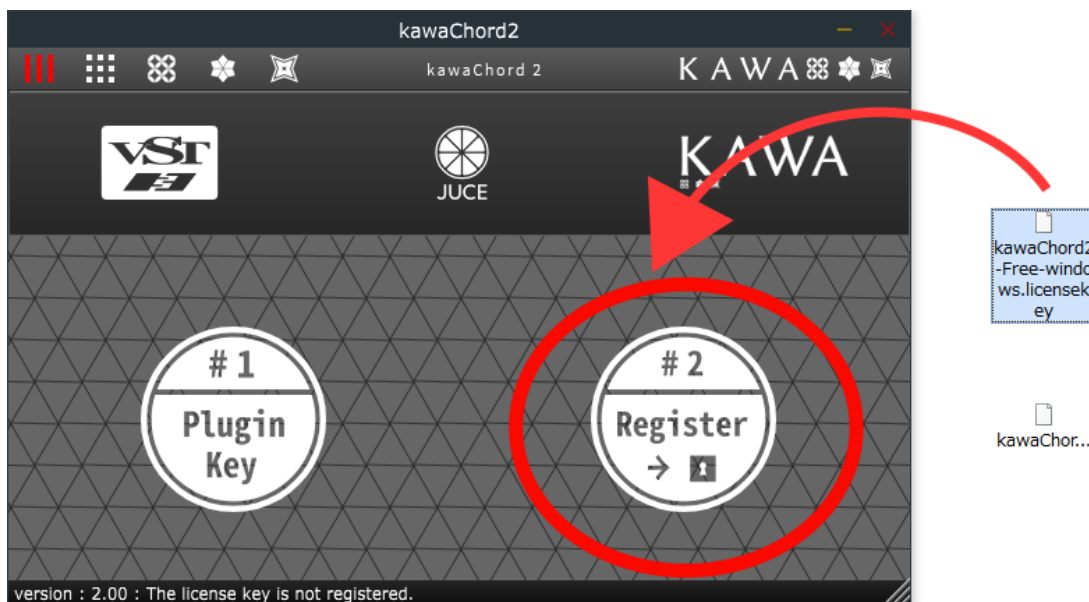 kawaChord2
kawaChord 2
KAWA
VST
JUCE
KAWA
kawaChord2
-Free-windo
ws.licensek
ey
# 1
Plugin
Key
# 2
Register
kawaChor...
version : 2.00 : The license key is not registered.